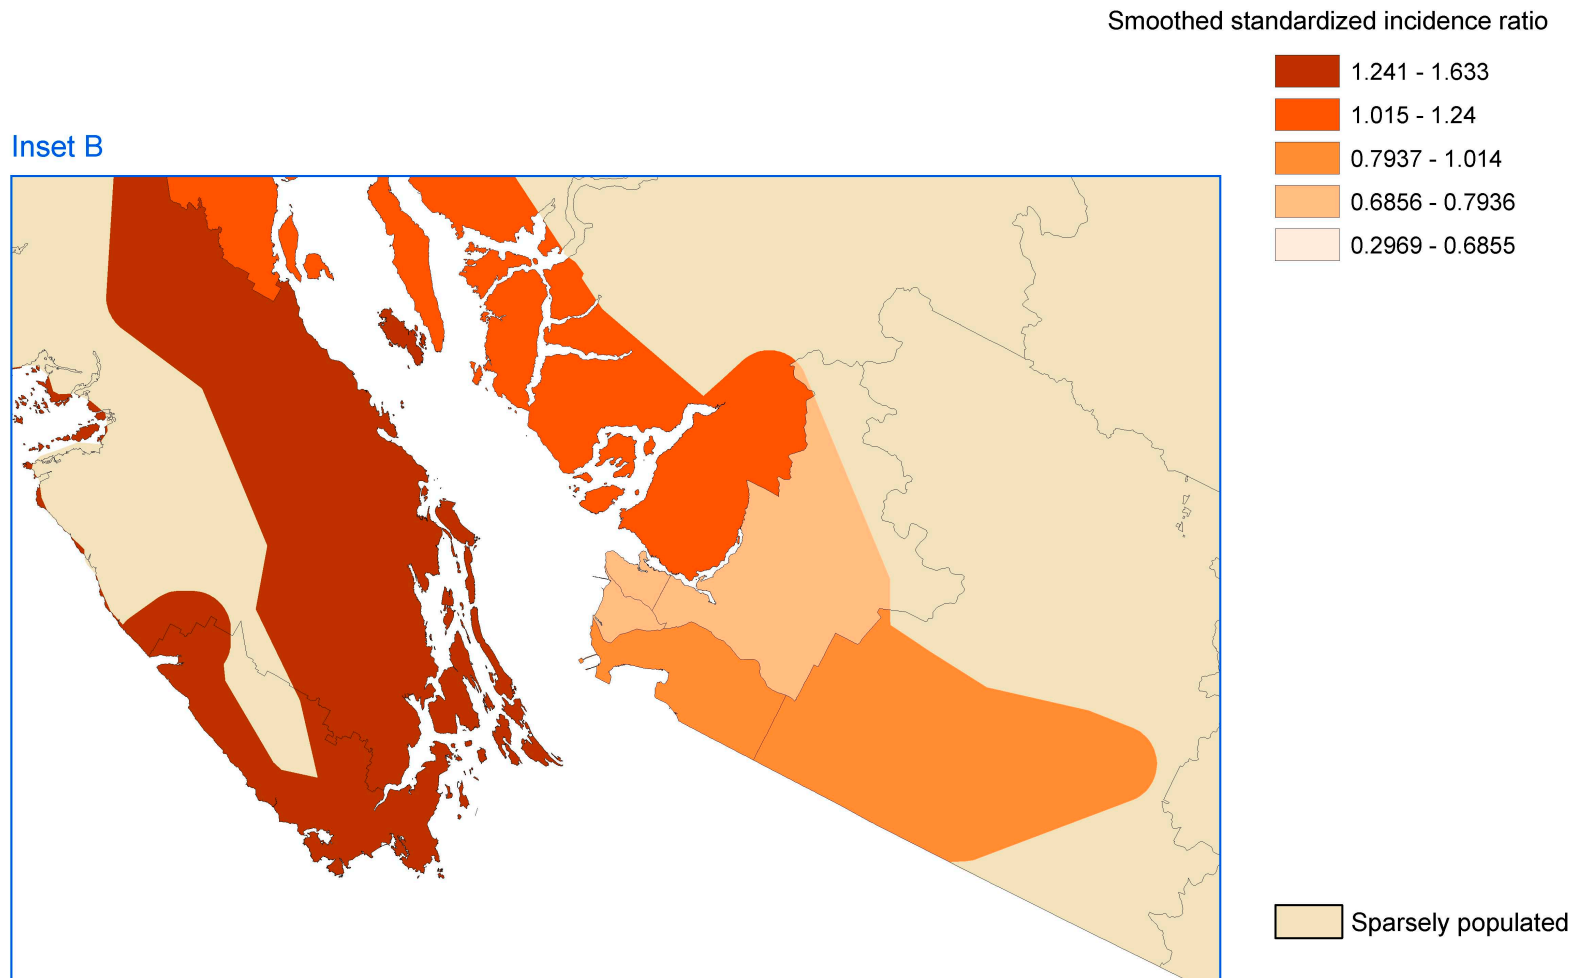 Smoothed standardized incidence ratio
1.241 - 1.633
1.015 - 1.24
Inset B
0.7937 - 1.014
0.6856 - 0.7936
0.2969 - 0.6855
Sparsely populated